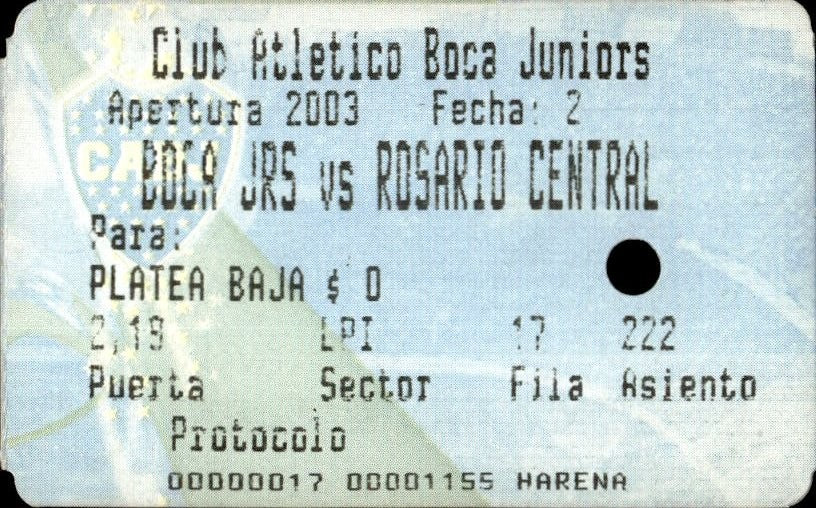 Club Atletico Boca Juniors
Apertura 2003 Fecha: 2
CABJ
BOCA JRS vs ROSARIO CENTRAL
Para:
PLATEA BAJA $ 0
2,19 LPI 17 222
Puerta Sector Fila Asiento
Protocolo
00000017 00001155 HARENA